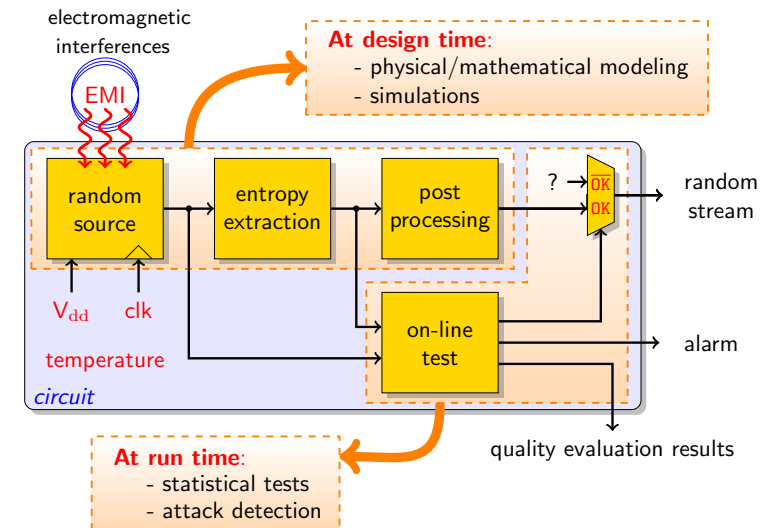 electromagnetic
interferences
EMI
At design time:
- physical/mathematical modeling
- simulations
random
source
entropy
extraction
post
processing
?
OK
OK
random
stream
Vdd
clk
temperature
circuit
on-line
test
alarm
quality evaluation results
At run time:
- statistical tests
- attack detection